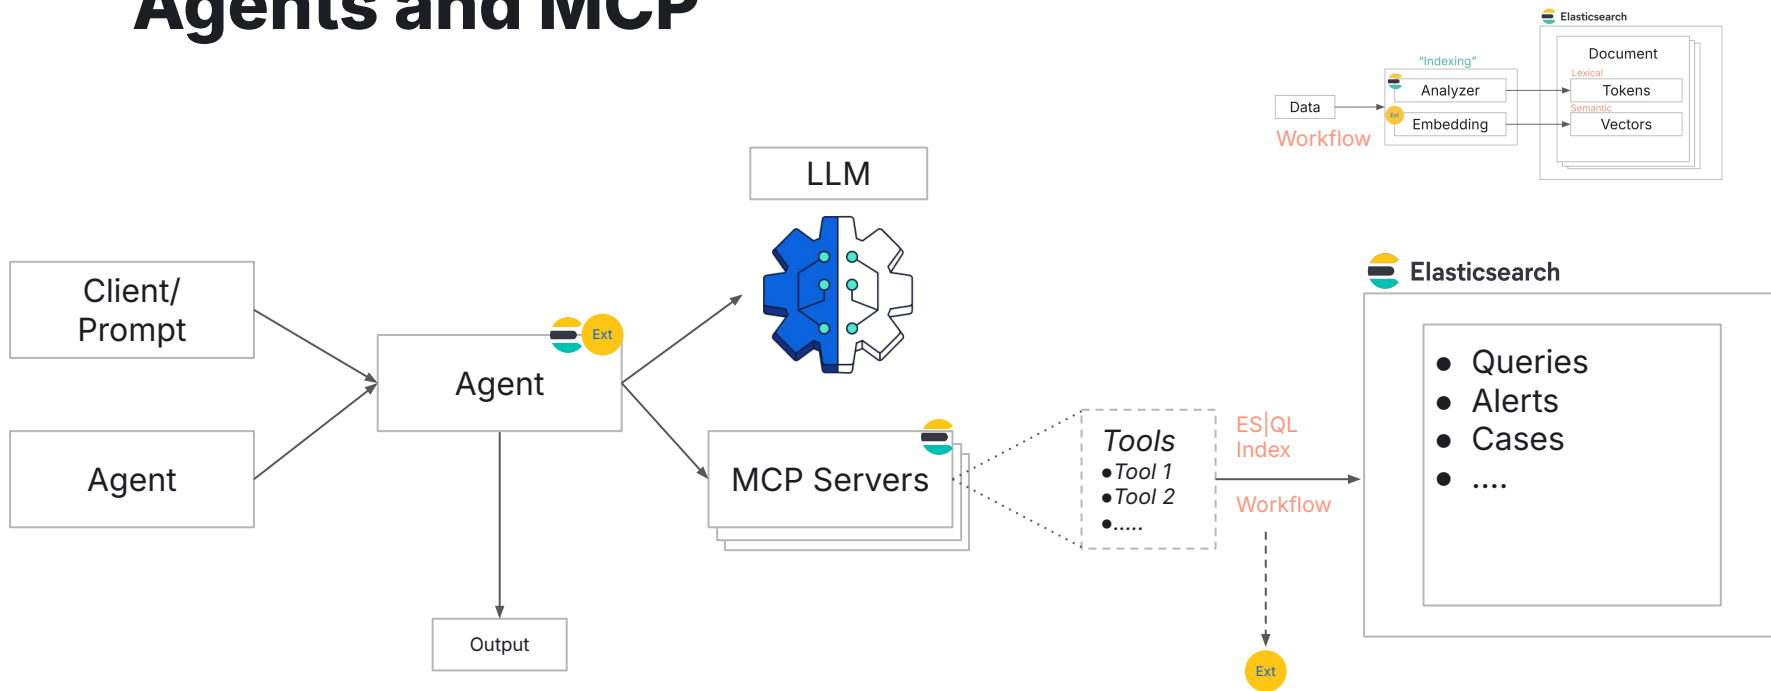 Agents and MCP
Elasticsearch
Document
"Indexing"
Lexical
Analyzer
Tokens
Data
Semantic
Ext
Embedding
Vectors
Workflow
LLM
Client/
Prompt
Ext
Agent
Agent
Output
MCP Servers
Tools
●Tool 1
●Tool 2
●.....
ES|QL
Index
Workflow
Ext
Elasticsearch
● Queries
● Alerts
● Cases
● ....